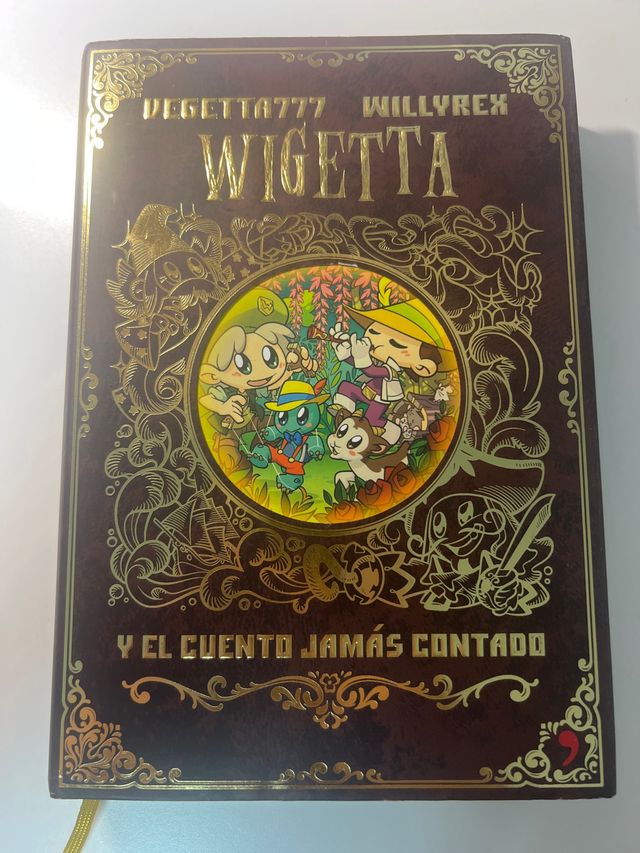 VEGETTA777 WILLYREX
WIGETTA
Y EL CUENTO JAMÁS CONTADO